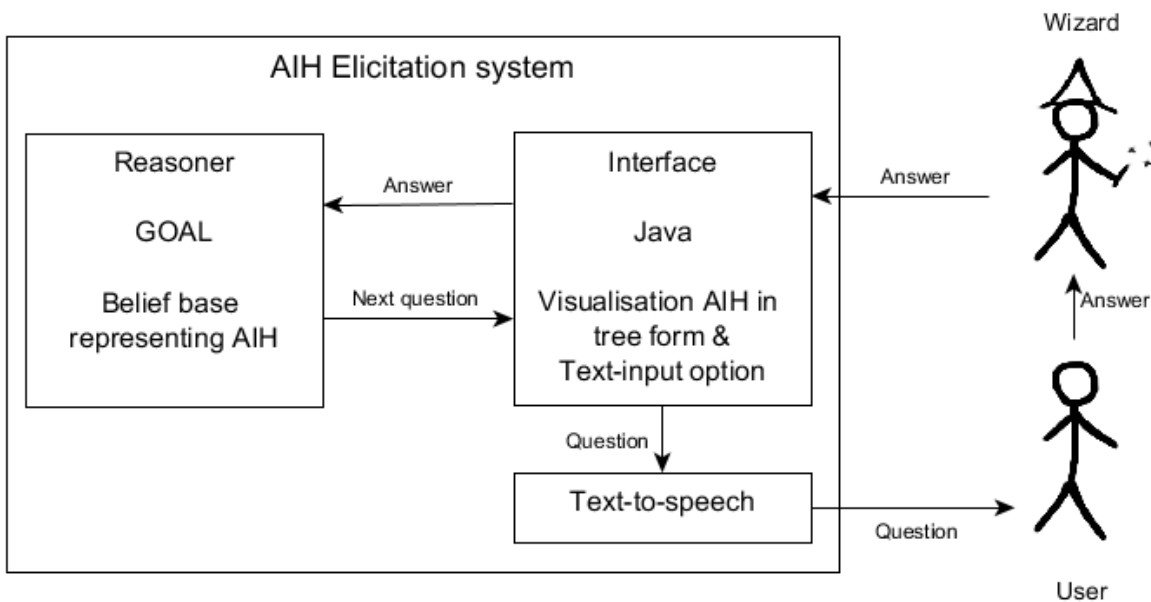 Wizard
AIH Elicitation system
Reasoner
GOAL
Belief base
representing AIH
Answer
Next question
Interface
Java
Visualisation AIH in
tree form &
Text-input option
Answer
Answer
Question
Text-to-speech
Question
User